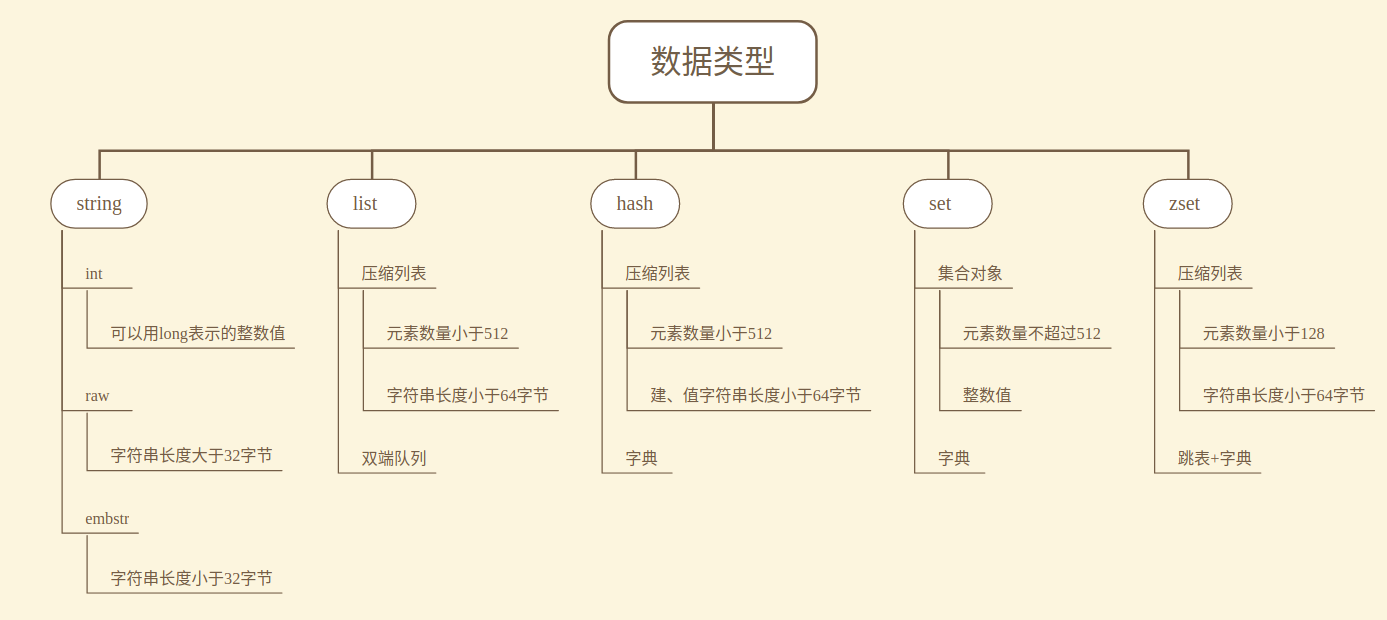 数据类型
string
int
可以用long表示的整数值
raw
字符串长度大于32字节
embstr
字符串长度小于32字节
list
压缩列表
元素数量小于512
字符串长度小于64字节
双端队列
hash
压缩列表
元素数量小于512
建、值字符串长度小于64字节
字典
set
集合对象
元素数量不超过512
整数值
字典
zset
压缩列表
元素数量小于128
字符串长度小于64字节
跳表+字典